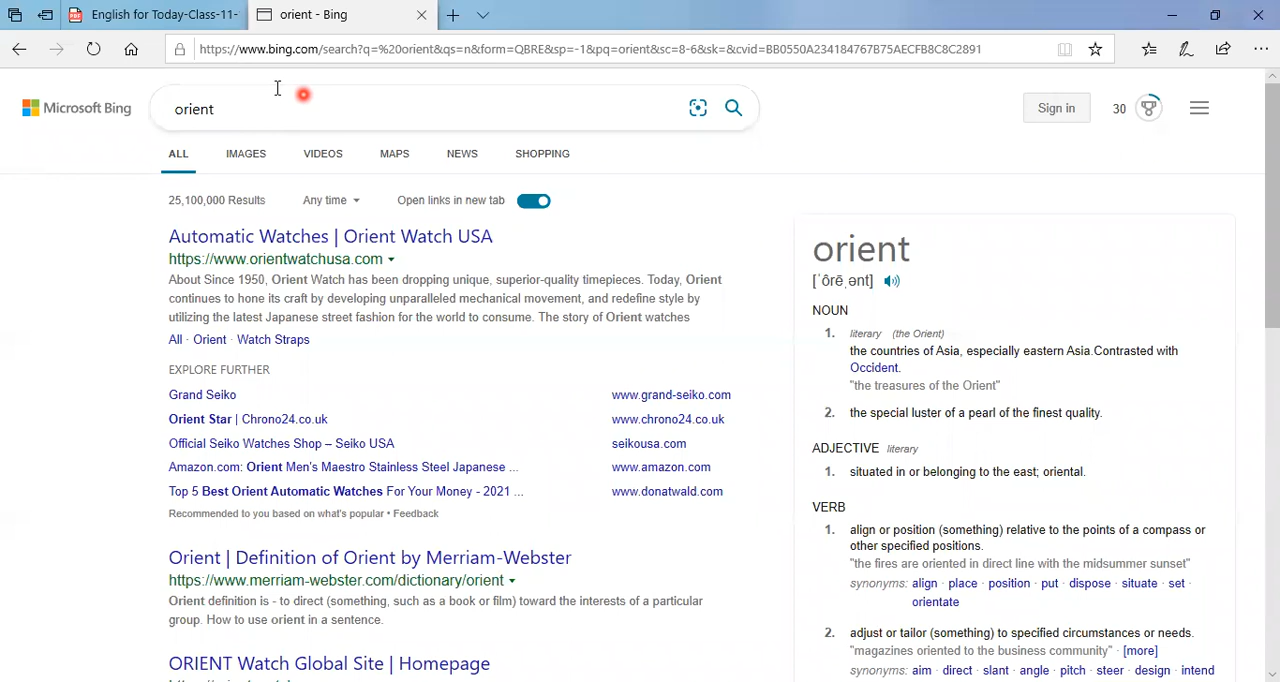 English for Today-Class-11-
orient - Bing
https://www.bing.com/search?q=%20orient&qs=n&form=QBRE&sp=-1&pq=orient&sc=8-6&sk=&cvid=BB0550A234184767B75AECFB8C8C2891
Microsoft Bing
orient
Sign in
30
ALL IMAGES VIDEOS MAPS NEWS SHOPPING
25,100,000 Results Any time Open links in new tab
Automatic Watches | Orient Watch USA
https://www.orientwatchusa.com
About Since 1950, Orient Watch has been dropping unique, superior-quality timepieces. Today, Orient
continues to hone its craft by developing unparalleled mechanical movement, and redefine style by
utilizing the latest Japanese street fashion for the world to consume. The story of Orient watches
All · Orient · Watch Straps
EXPLORE FURTHER
Grand Seiko www.grand-seiko.com
Orient Star | Chrono24.co.uk www.chrono24.co.uk
Official Seiko Watches Shop – Seiko USA seikousa.com
Amazon.com: Orient Men's Maestro Stainless Steel Japanese ... www.amazon.com
Top 5 Best Orient Automatic Watches For Your Money - 2021 ... www.donatwald.com
Recommended to you based on what's popular • Feedback
Orient | Definition of Orient by Merriam-Webster
https://www.merriam-webster.com/dictionary/orient
Orient definition is - to direct (something, such as a book or film) toward the interests of a particular
group. How to use orient in a sentence.
ORIENT Watch Global Site | Homepage
orient
[ˈôrēˌənt]
NOUN
1. literary (the Orient)
the countries of Asia, especially eastern Asia.Contrasted with
Occident.
"the treasures of the Orient"
2. the special luster of a pearl of the finest quality.
ADJECTIVE literary
1. situated in or belonging to the east; oriental.
VERB
1. align or position (something) relative to the points of a compass or
other specified positions.
"the fires are oriented in direct line with the midsummer sunset"
synonyms: align · place · position · put · dispose · situate · set ·
orientate
2. adjust or tailor (something) to specified circumstances or needs.
"magazines oriented to the business community" · [more]
synonyms: aim · direct · slant · angle · pitch · steer · design · intend